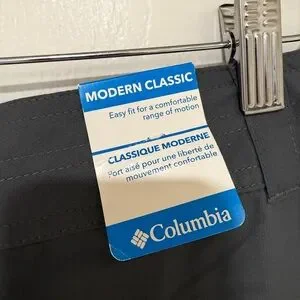 MODERN CLASSIC
Easy fit for a comfortable
range of motion
CLASSIQUE MODERNE
Port aisé pour une liberté de
mouvement confortable
Columbia